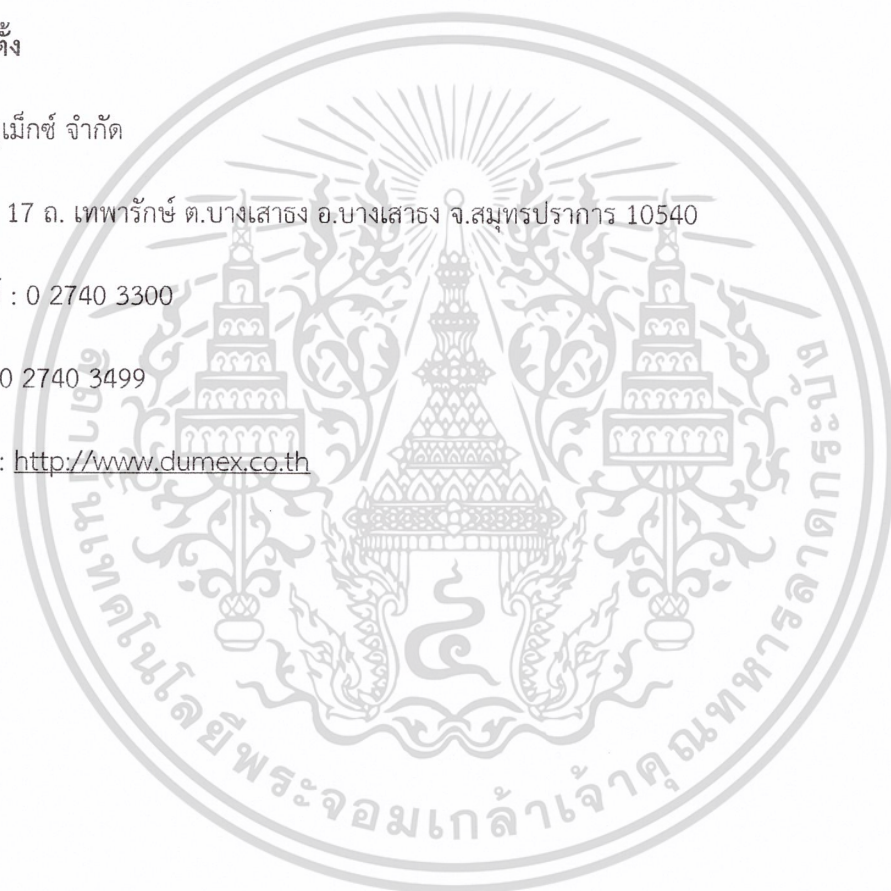 ตั้ง
เม็กซ์ จำกัด
17 ถ. เทพารักษ์ ต.บางเสาธง อ.บางเสาธง จ.สมุทรปราการ 10540
: 0 2740 3300
0 2740 3499
: http://www.dumex.co.th
สถาบันเทคโนโลยีพระจอมเกล้าเจ้าคุณทหารลาดกระบัง